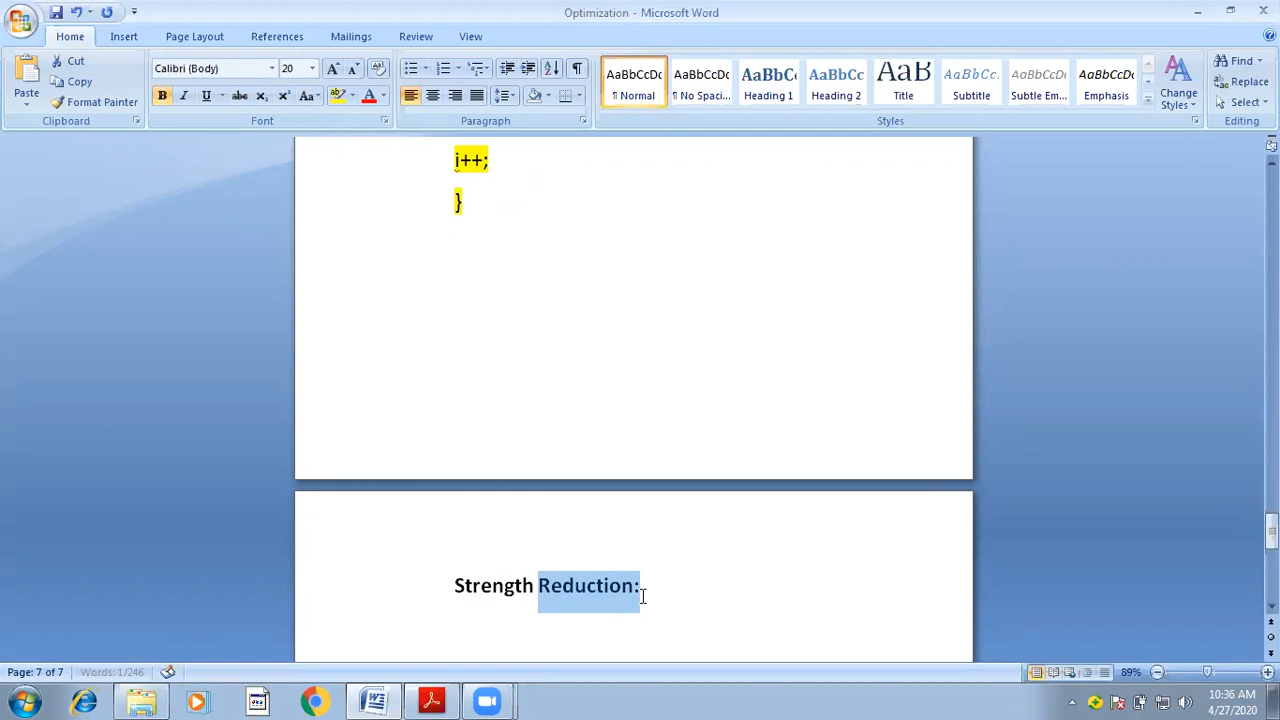 Optimization - Microsoft Word
Home Insert Page Layout References Mailings Review View
Paste
Cut
Copy
Format Painter
Clipboard
Calibri (Body) 20
Font
Paragraph
AaBbCcDc AaBbCcDc AaBbC AaBbCc AaB AaBbCc. AaBbCcDc AaBbCcDc
¶ Normal ¶ No Spaci... Heading 1 Heading 2 Title Subtitle Subtle Em... Emphasis
Change Styles
Styles
Find
Replace
Select
Editing
i++;
}
Strength Reduction:
Page: 7 of 7 Words: 1/246 89%
10:36 AM
4/27/2020